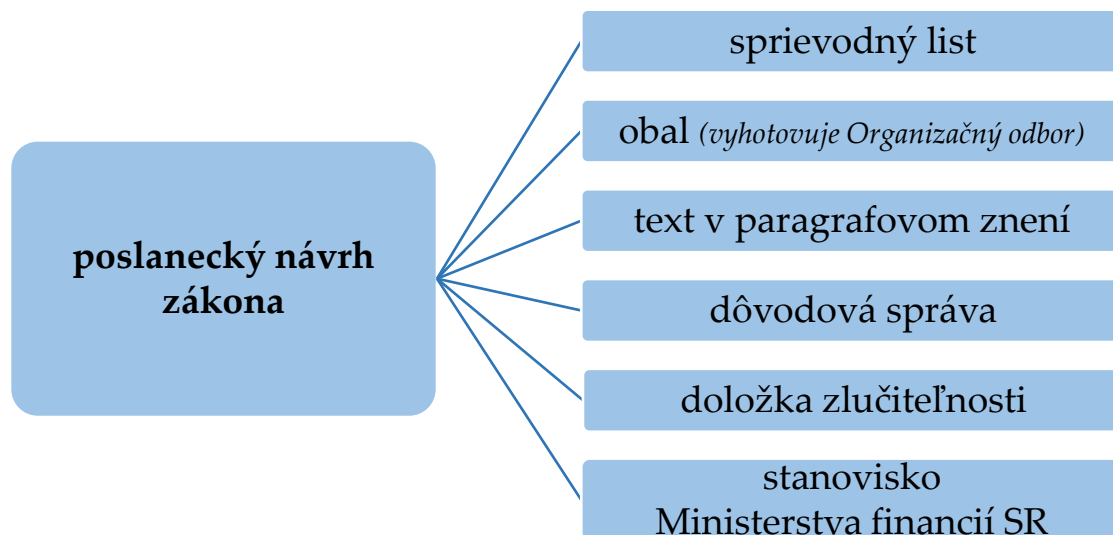 poslanecký návrh
zákona
sprievodný list
obal (vyhotovuje Organizačný odbor)
text v paragrafovom znení
dôvodová správa
doložka zlučiteľnosti
stanovisko
Ministerstva financií SR